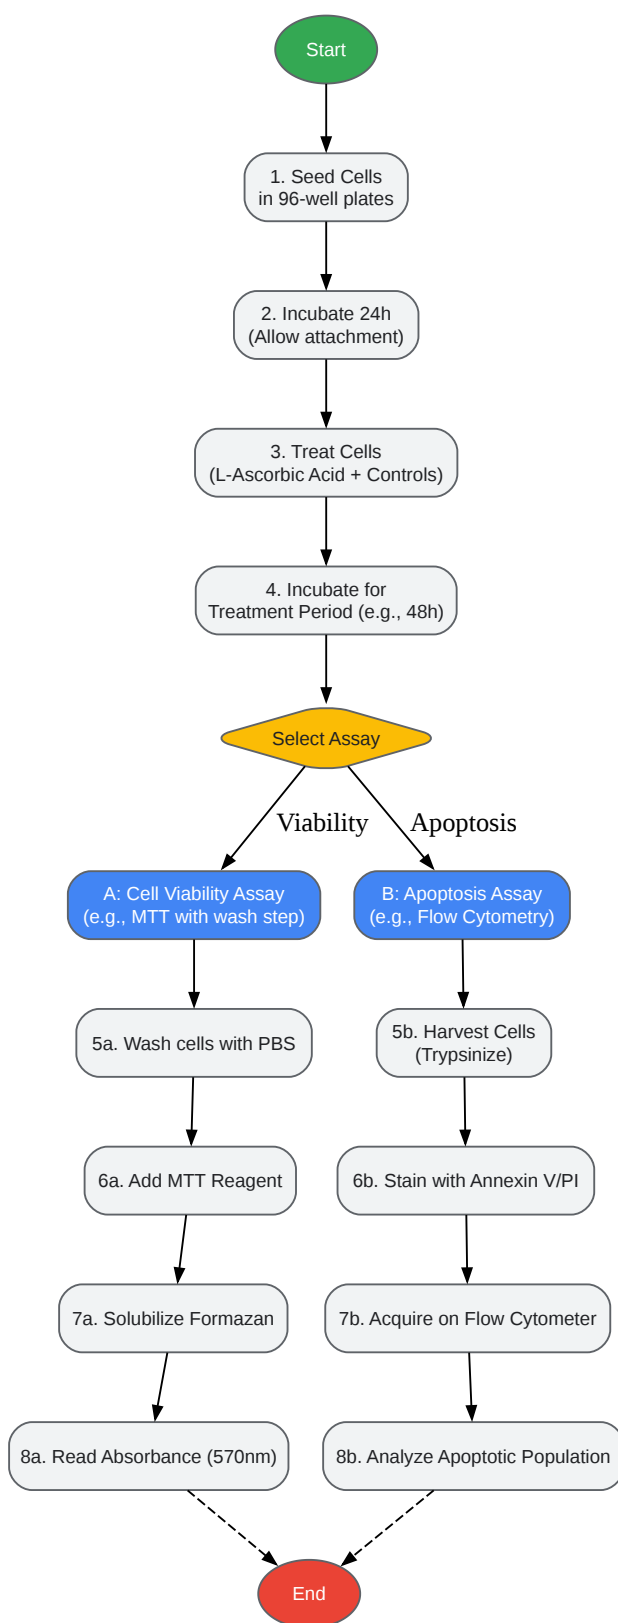 Start
1. Seed Cells
in 96-well plates
2. Incubate 24h
(Allow attachment)
3. Treat Cells
(L-Ascorbic Acid + Controls)
4. Incubate for
Treatment Period (e.g., 48h)
Select Assay
Viability
Apoptosis
A: Cell Viability Assay
(e.g., MTT with wash step)
B: Apoptosis Assay
(e.g., Flow Cytometry)
5a. Wash cells with PBS
5b. Harvest Cells
(Trypsinize)
6a. Add MTT Reagent
6b. Stain with Annexin V/PI
7a. Solubilize Formazan
7b. Acquire on Flow Cytometer
8a. Read Absorbance (570nm)
8b. Analyze Apoptotic Population
End